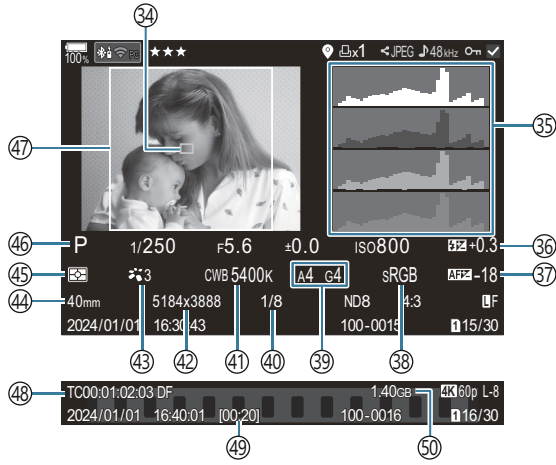 ㉞
100%
PC
★★★
x1
JPEG
48kHz
㉟
㊼
㊻
P
1/250
F5.6
±0.0
ISO800
+0.3
㊱
㊺
3
CWB 5400K
A4 G4
sRGB
AF -18
㊲
㊹
40mm
5184x3888
1/8
ND8
4:3
LF
2024/01/01 16:30:43
100-0015
1 15/30
㊸
㊷
㊶
㊵
㊴
㊳
㊽
TC00:01:02:03 DF
1.40GB
4K 60p L-8
2024/01/01 16:40:01 [00:20]
100-0016
1 16/30
㊾
㊿